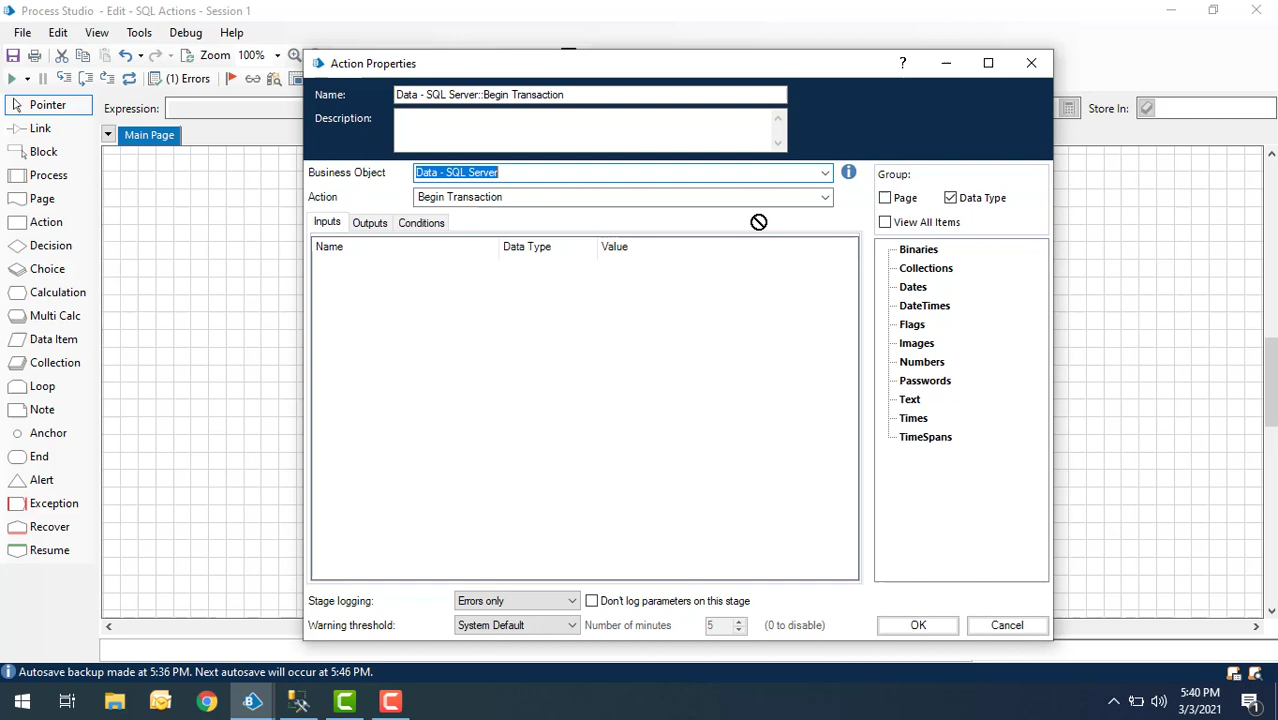 Process Studio - Edit - SQL Actions - Session 1
File Edit View Tools Debug Help
Zoom 100%
(1) Errors
Expression: Store In:
Pointer
Link
Block
Process
Page
Action
Decision
Choice
Calculation
Multi Calc
Data Item
Collection
Loop
Note
Anchor
End
Alert
Exception
Recover
Resume
Main Page
Action Properties
Name: Data - SQL Server::Begin Transaction
Description:
Business Object Data - SQL Server
Action Begin Transaction
Inputs Outputs Conditions
Name Data Type Value
Group:
Page Data Type
View All Items
Binaries
Collections
Dates
DateTimes
Flags
Images
Numbers
Passwords
Text
Times
TimeSpans
Stage logging: Errors only Don't log parameters on this stage
Warning threshold: System Default Number of minutes 5 (0 to disable)
OK Cancel
Autosave backup made at 5:36 PM. Next autosave will occur at 5:46 PM.
5:40 PM
3/3/2021
1